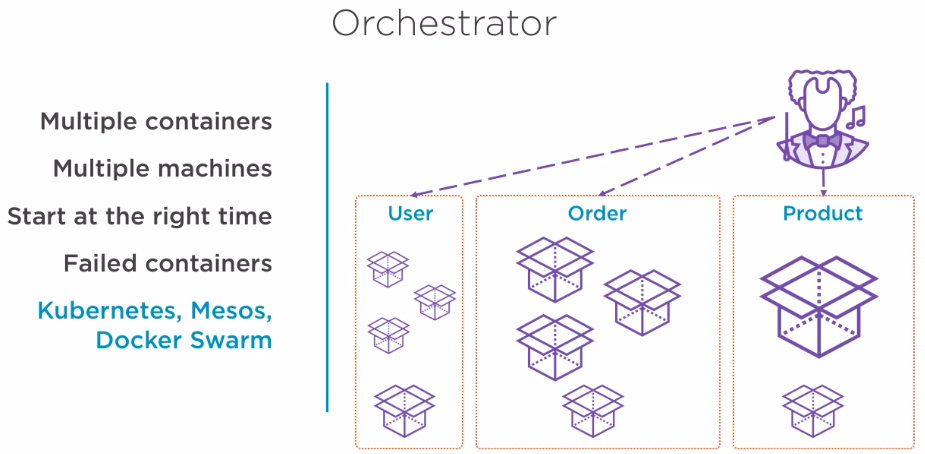 Orchestrator
Multiple containers
Multiple machines
Start at the right time
Failed containers
Kubernetes, Mesos,
Docker Swarm
User
Order
Product